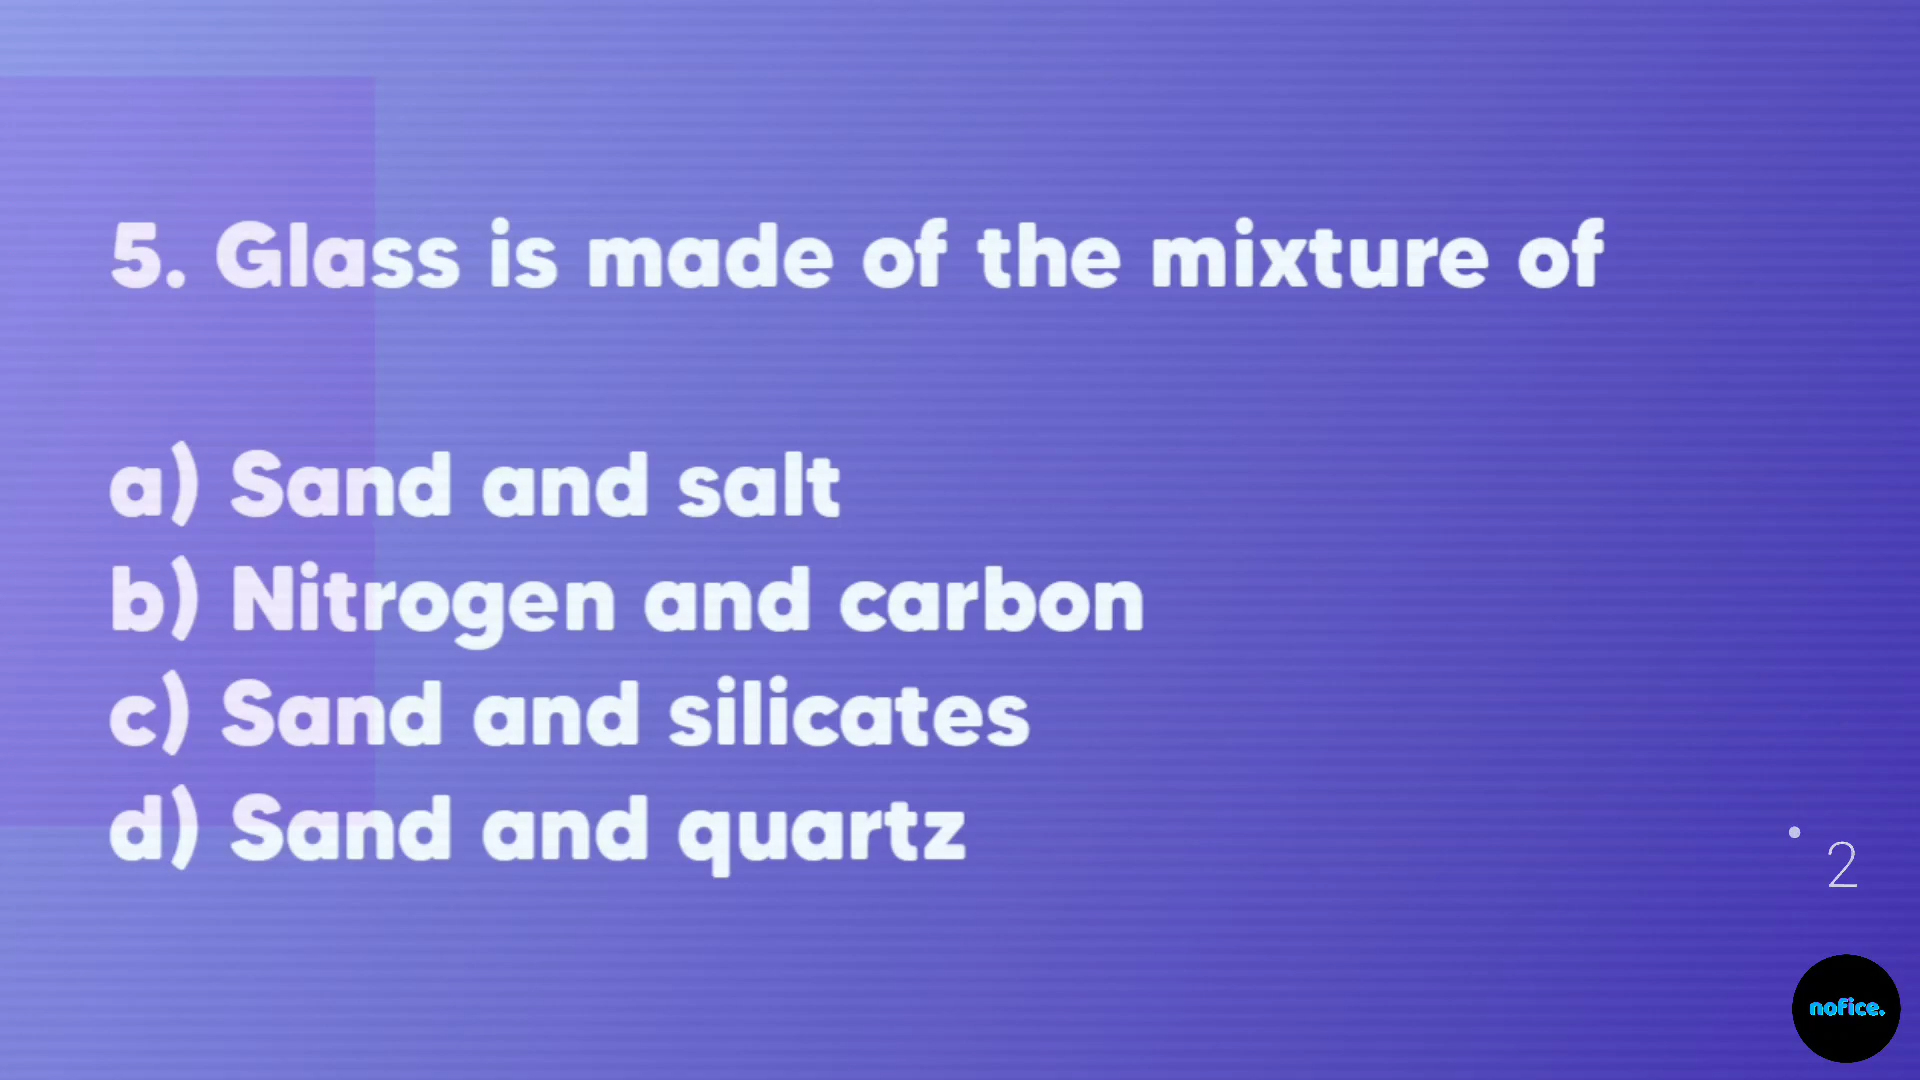 5. Glass is made of the mixture of
a) Sand and salt
b) Nitrogen and carbon
c) Sand and silicates
d) Sand and quartz
2
nofice.